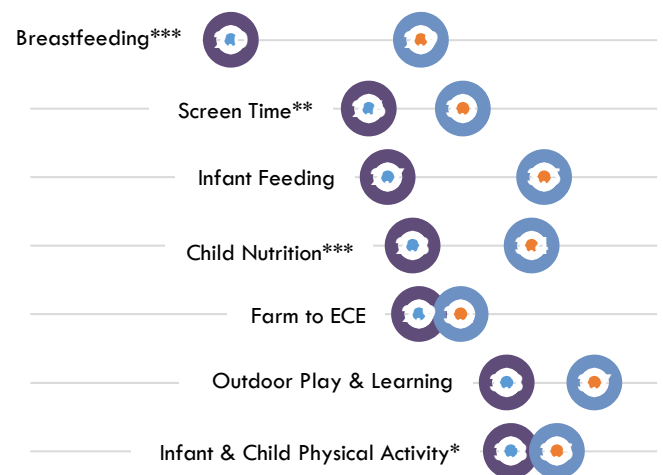 Breastfeeding***
Screen Time**
Infant Feeding
Child Nutrition***
Farm to ECE
Outdoor Play & Learning
Infant & Child Physical Activity*